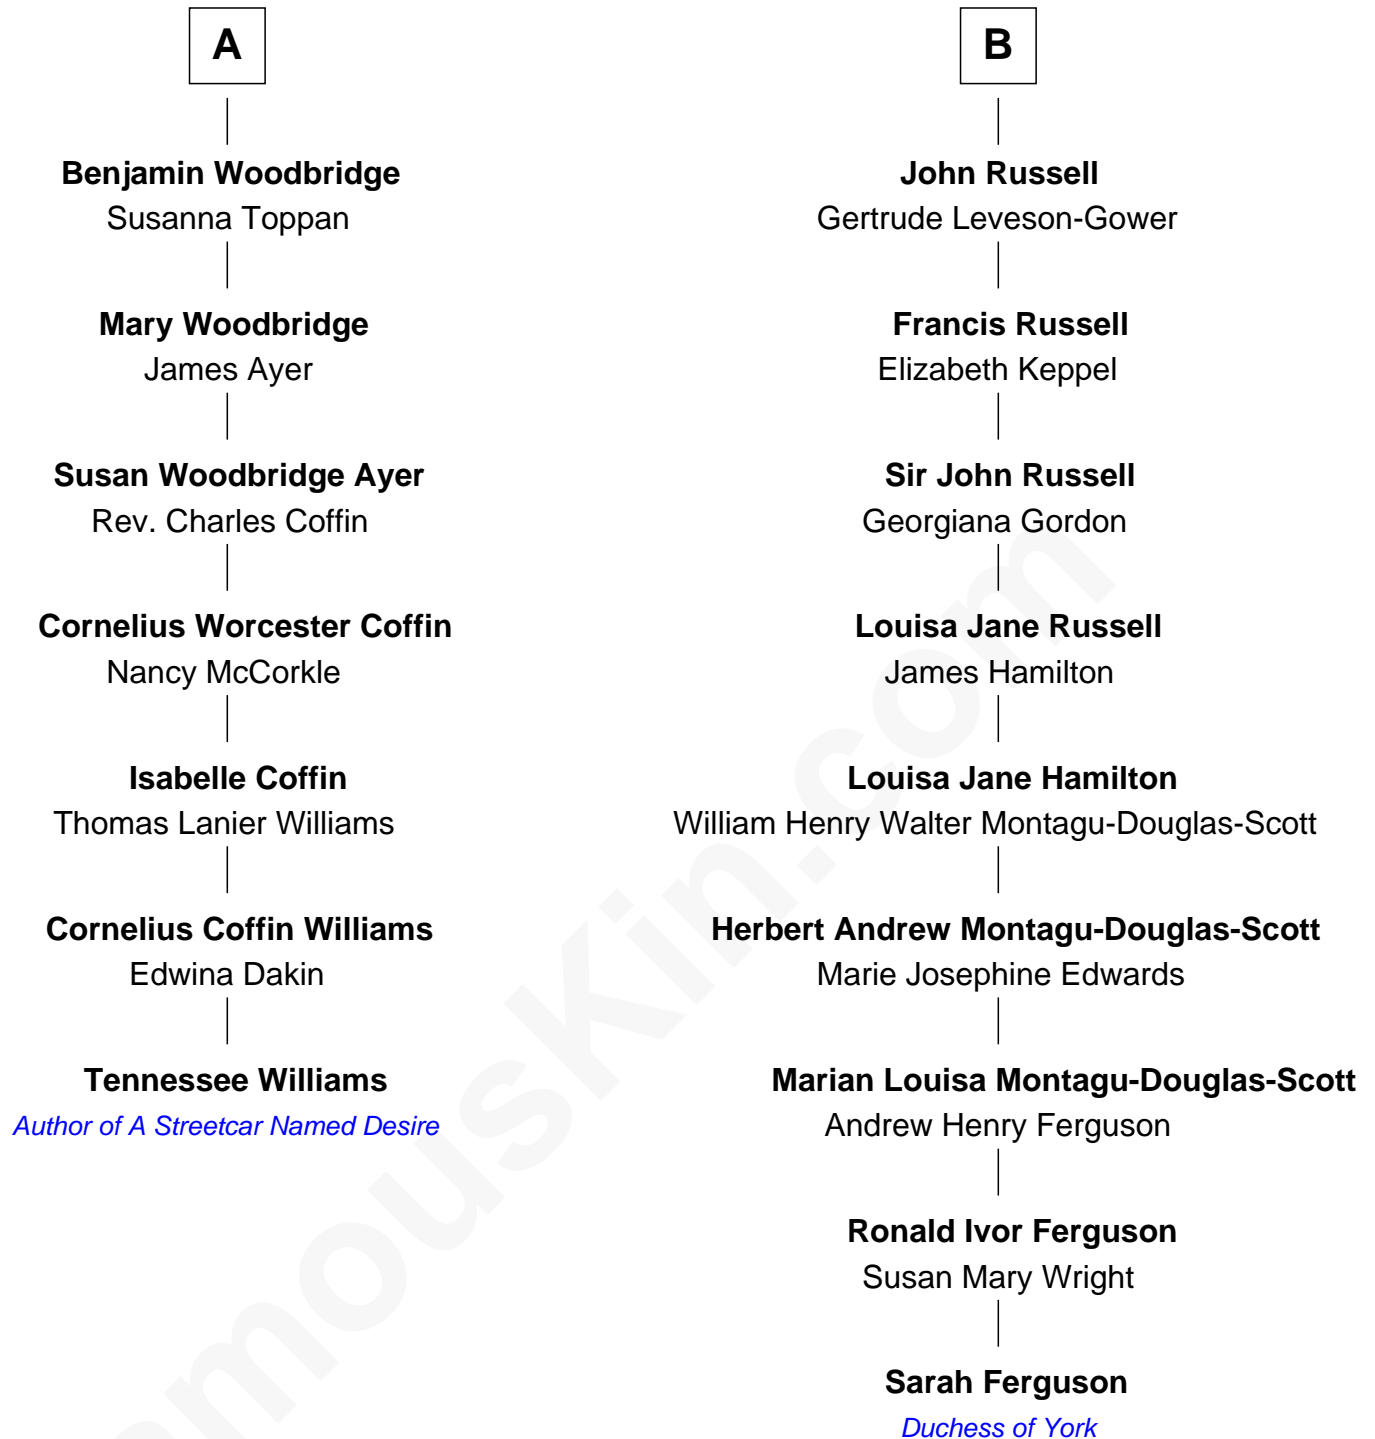 A
Benjamin Woodbridge
Susanna Toppan
Mary Woodbridge
James Ayer
Susan Woodbridge Ayer
Rev. Charles Coffin
Cornelius Worcester Coffin
Nancy McCorkle
Isabelle Coffin
Thomas Lanier Williams
Cornelius Coffin Williams
Edwina Dakin
Tennessee Williams
Author of A Streetcar Named Desire
B
John Russell
Gertrude Leveson-Gower
Francis Russell
Elizabeth Keppel
Sir John Russell
Georgiana Gordon
Louisa Jane Russell
James Hamilton
Louisa Jane Hamilton
William Henry Walter Montagu-Douglas-Scott
Herbert Andrew Montagu-Douglas-Scott
Marie Josephine Edwards
Marian Louisa Montagu-Douglas-Scott
Andrew Henry Ferguson
Ronald Ivor Ferguson
Susan Mary Wright
Sarah Ferguson
Duchess of York
amousKin.com